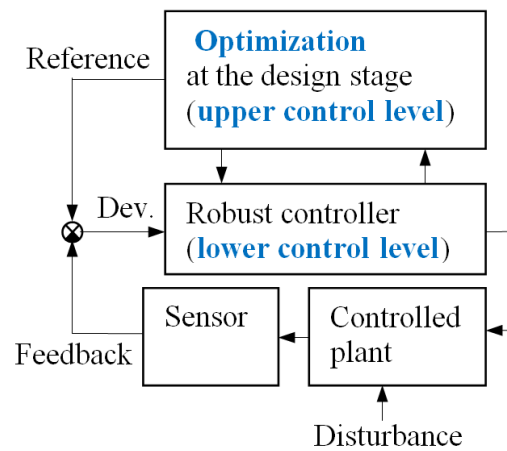 Optimization
at the design stage
(upper control level)
Reference
Dev.
Robust controller
(lower control level)
Sensor
Controlled
plant
Feedback
Disturbance